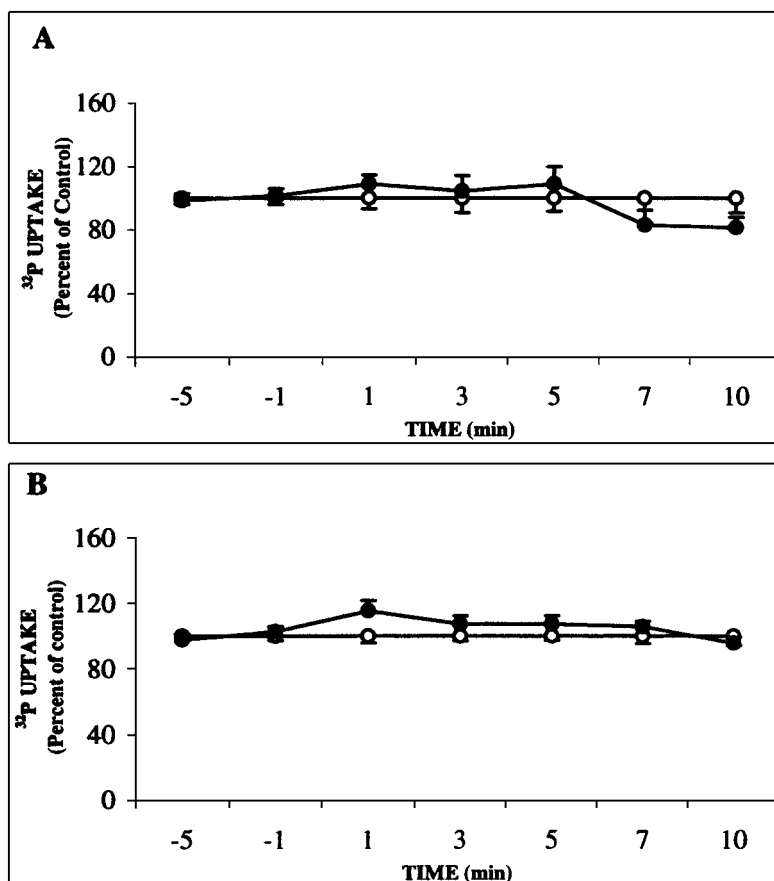 A
160
120
80
40
0
³²P UPTAKE
(Percent of Control)
-5 -1 1 3 5 7 10
TIME (min)
B
160
120
80
40
0
³²P UPTAKE
(Percent of control)
-5 -1 1 3 5 7 10
TIME (min)